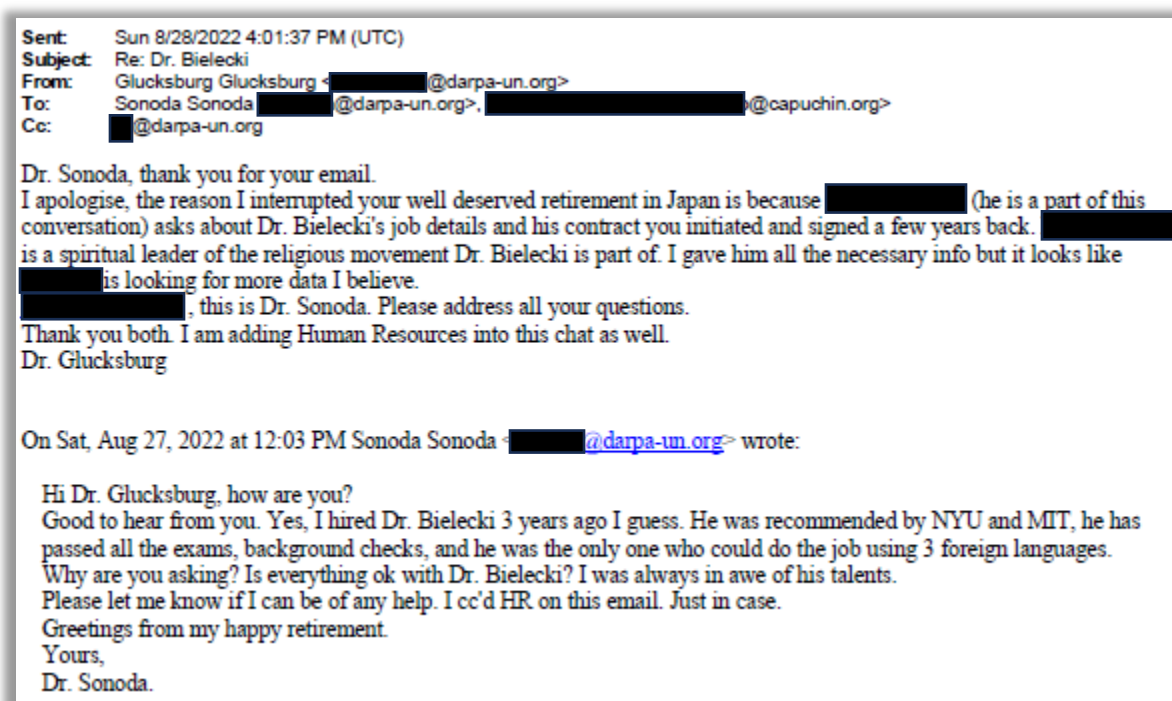 Sent: Sun 8/28/2022 4:01:37 PM (UTC)
Subject: Re: Dr. Bielecki
From: Glucksburg Glucksburg < @darpa-un.org>
To: Sonoda Sonoda @darpa-un.org>, @capuchin.org>
Cc: @darpa-un.org
Dr. Sonoda, thank you for your email.
I apologise, the reason I interrupted your well deserved retirement in Japan is because (he is a part of this
conversation) asks about Dr. Bielecki's job details and his contract you initiated and signed a few years back.
is a spiritual leader of the religious movement Dr. Bielecki is part of. I gave him all the necessary info but it looks like
is looking for more data I believe.
, this is Dr. Sonoda. Please address all your questions.
Thank you both. I am adding Human Resources into this chat as well.
Dr. Glucksburg
On Sat, Aug 27, 2022 at 12:03 PM Sonoda Sonoda < @darpa-un.org> wrote:
Hi Dr. Glucksburg, how are you?
Good to hear from you. Yes, I hired Dr. Bielecki 3 years ago I guess. He was recommended by NYU and MIT, he has
passed all the exams, background checks, and he was the only one who could do the job using 3 foreign languages.
Why are you asking? Is everything ok with Dr. Bielecki? I was always in awe of his talents.
Please let me know if I can be of any help. I cc'd HR on this email. Just in case.
Greetings from my happy retirement.
Yours,
Dr. Sonoda.